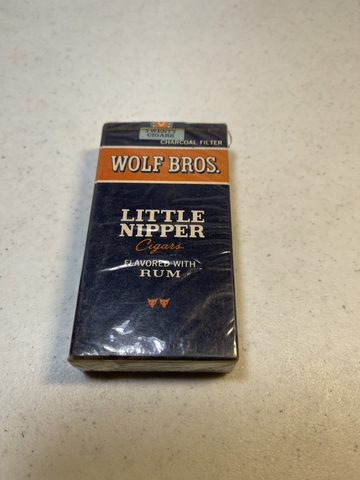 TWENTY
CIGARS
CHARCOAL FILTER
WOLF BROS.
LITTLE
NIPPER
Cigars
FLAVORED WITH
RUM